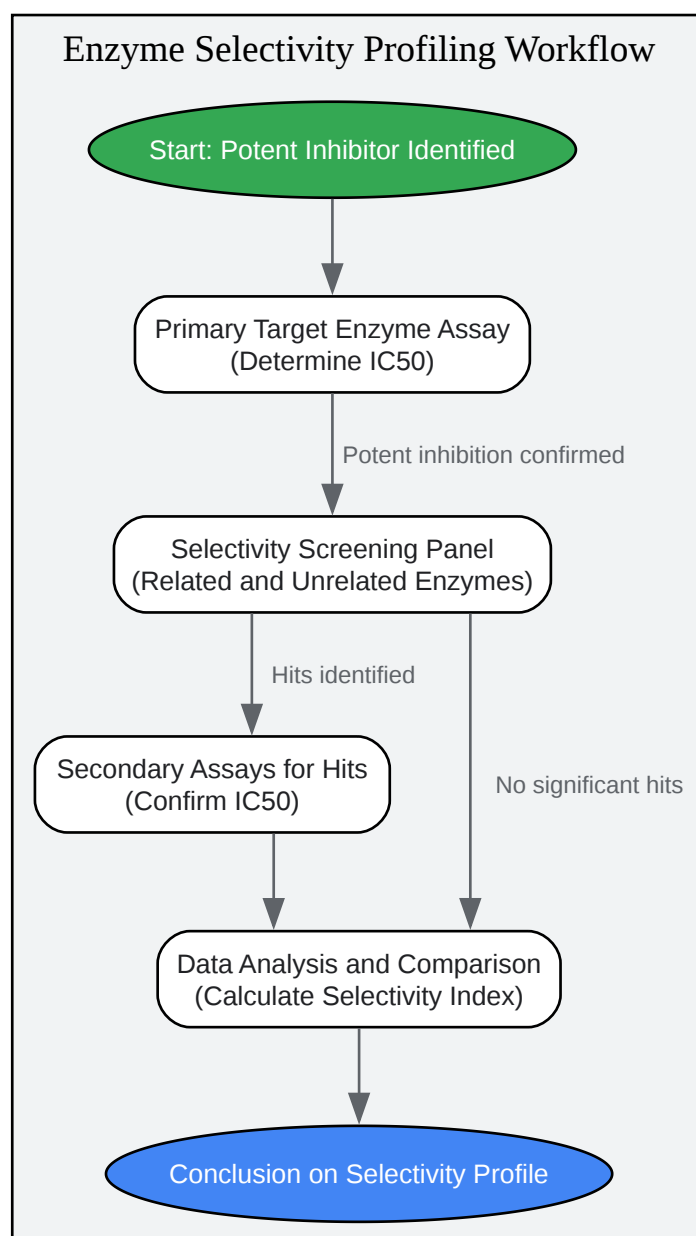 Enzyme Selectivity Profiling Workflow
Start: Potent Inhibitor Identified
Primary Target Enzyme Assay
(Determine IC50)
Potent inhibition confirmed
Selectivity Screening Panel
(Related and Unrelated Enzymes)
Hits identified
Secondary Assays for Hits
(Confirm IC50)
No significant hits
Data Analysis and Comparison
(Calculate Selectivity Index)
Conclusion on Selectivity Profile